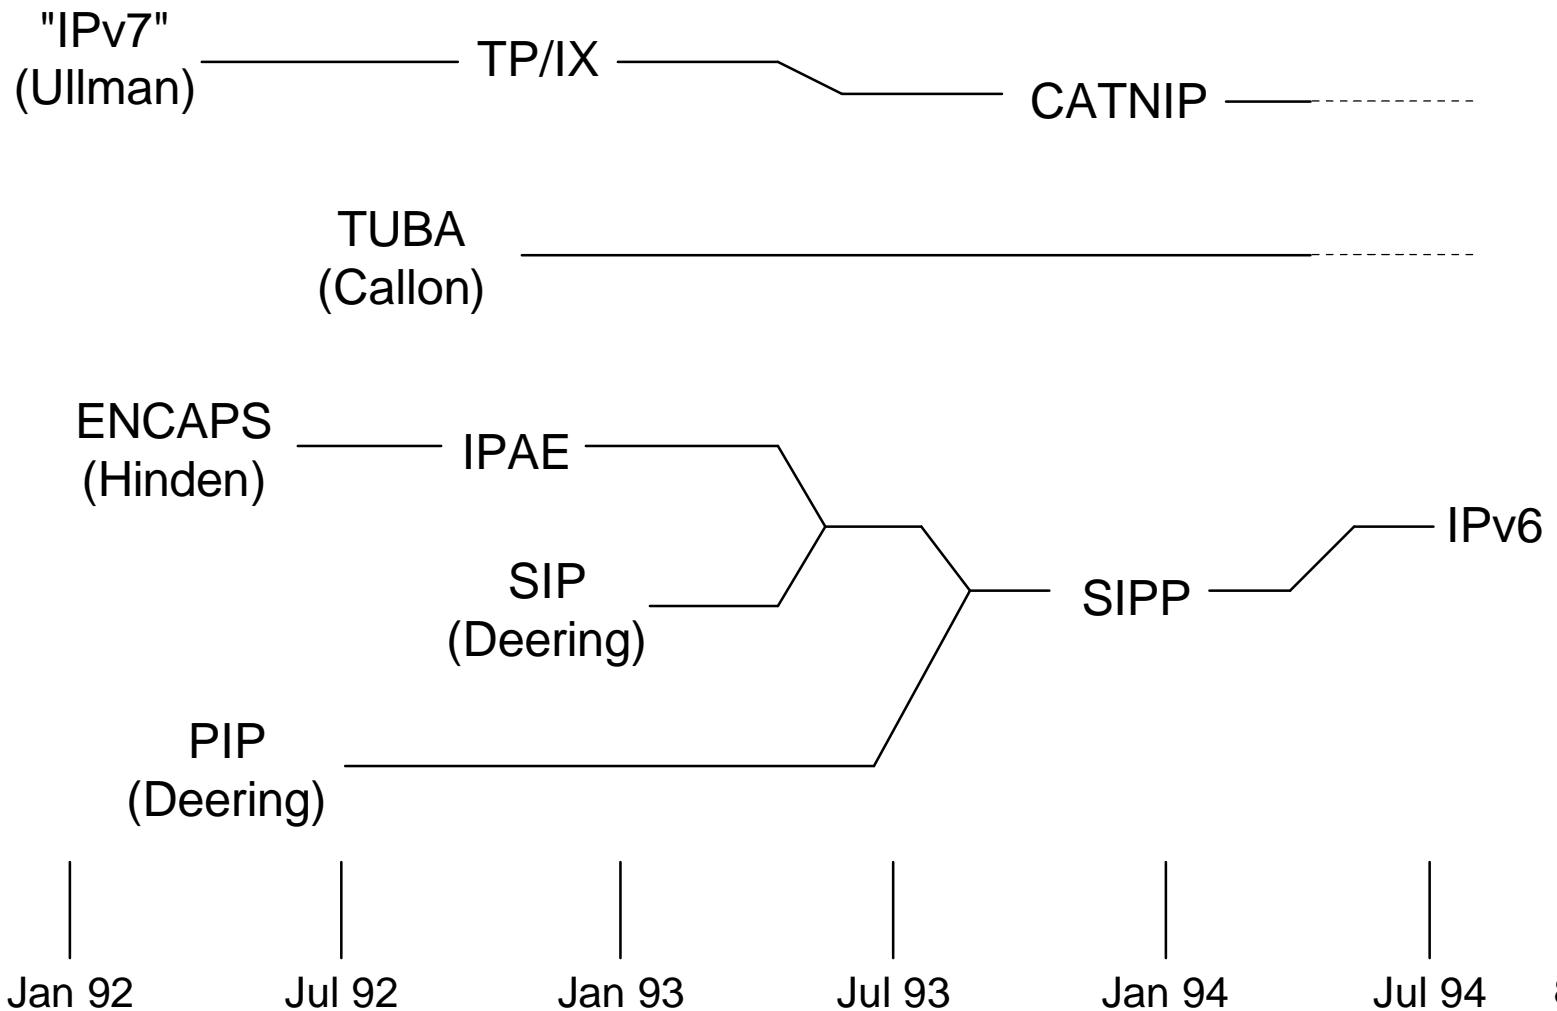 "IPv7"
(Ullman)
TP/IX
CATNIP
TUBA
(Callon)
ENCAPS
(Hinden)
IPAE
IPv6
SIP
(Deering)
SIPP
PIP
(Deering)
Jan 92
Jul 92
Jan 93
Jul 93
Jan 94
Jul 94